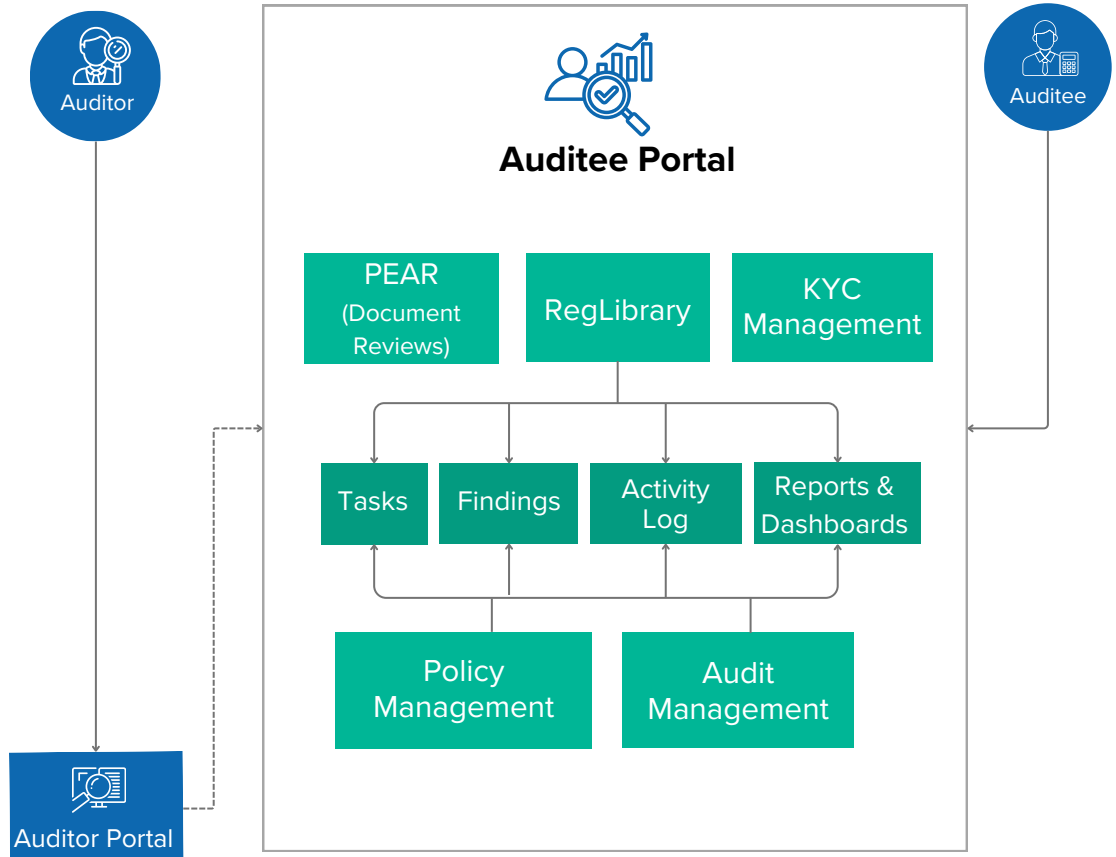 Auditor
Auditee
Auditee Portal
PEAR
(Document
Reviews)
RegLibrary
KYC
Management
Tasks
Findings
Activity
Log
Reports &
Dashboards
Policy
Management
Audit
Management
Auditor Portal